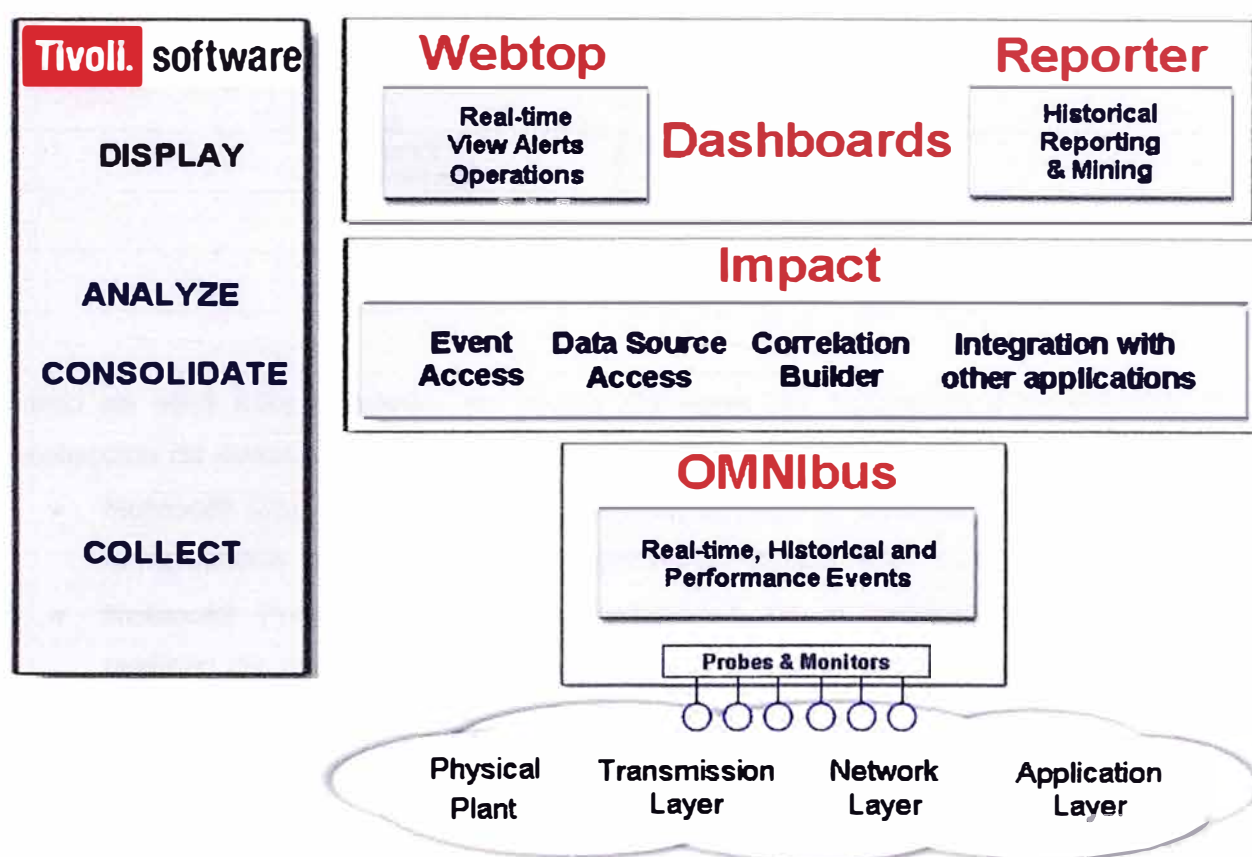 Tivoli. software
DISPLAY
ANALYZE
CONSOLIDATE
COLLECT
Webtop
Real-time
View Alerts
Operations
Dashboards
Reporter
Historical
Reporting
& Mining
Impact
Event
Access
Data Source
Access
Correlation
Builder
Integration with
other applications
OMNIbus
Real-time, Historical and
Performance Events
Probes & Monitors
Physical
Plant
Transmission
Layer
Network
Layer
Application
Layer